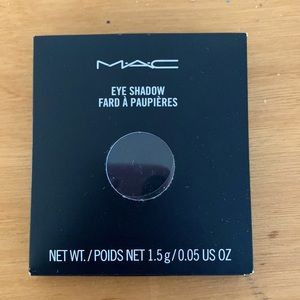 MAC
EYE SHADOW
FARD À PAUPIÈRES
NET WT./POIDS NET 1.5 g/0.05 US OZ